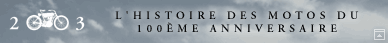 2003
L'HISTOIRE DES MOTOS DU
100ÈME ANNIVERSAIRE